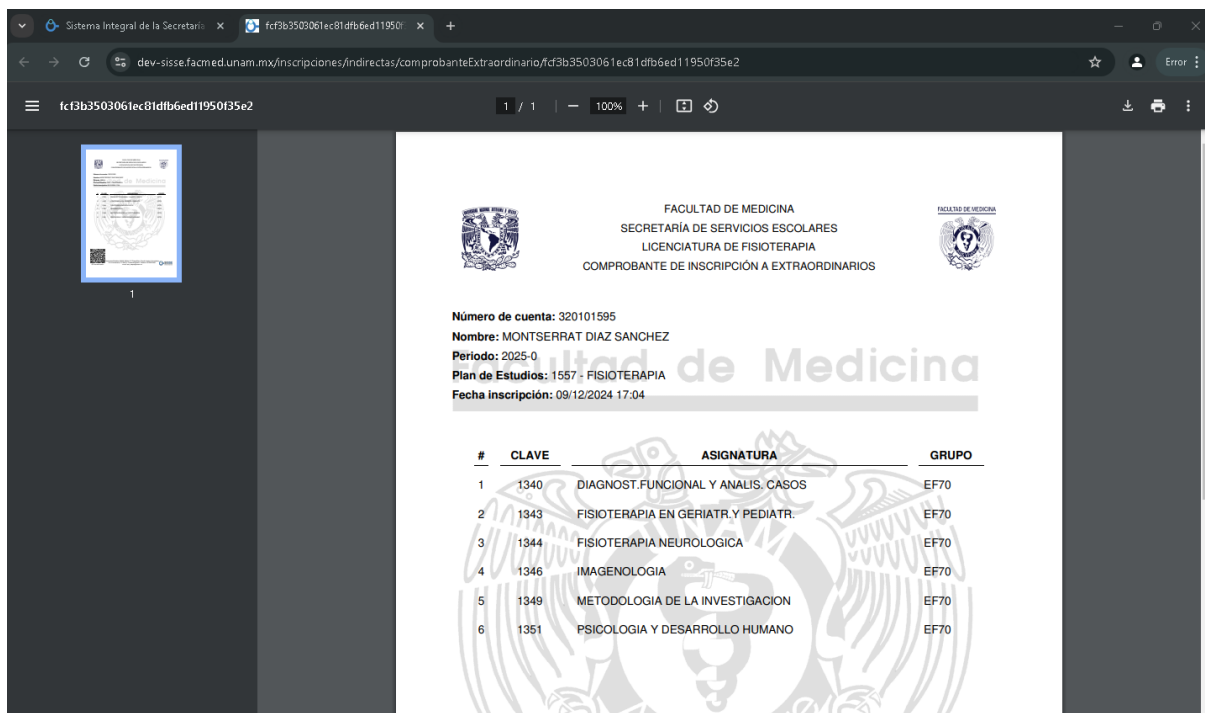 Sistema Integral de la Secretaria
fcf3b3503061ec81dfb6ed11950f
dev-sisse.facmed.unam.mx/inscripciones/indirectas/comprobanteExtraordinario/fcf3b3503061ec81dfb6ed11950f35e2
Error
fcf3b3503061ec81dfb6ed11950f35e2
1 / 1
100%
1
FACULTAD DE MEDICINA
SECRETARÍA DE SERVICIOS ESCOLARES
LICENCIATURA DE FISIOTERAPIA
COMPROBANTE DE INSCRIPCIÓN A EXTRAORDINARIOS
FACULTAD DE MEDICINA
Número de cuenta: 320101595
Nombre: MONTSERRAT DIAZ SANCHEZ
Periodo: 2025-0
Facultad de Medicina
Plan de Estudios: 1557 - FISIOTERAPIA
Fecha inscripción: 09/12/2024 17:04
# CLAVE ASIGNATURA GRUPO
1 1340 DIAGNOST.FUNCIONAL Y ANALIS. CASOS EF70
2 1343 FISIOTERAPIA EN GERIATR.Y PEDIATR. EF70
3 1344 FISIOTERAPIA NEUROLOGICA EF70
4 1346 IMAGENOLOGIA EF70
5 1349 METODOLOGIA DE LA INVESTIGACION EF70
6 1351 PSICOLOGIA Y DESARROLLO HUMANO EF70